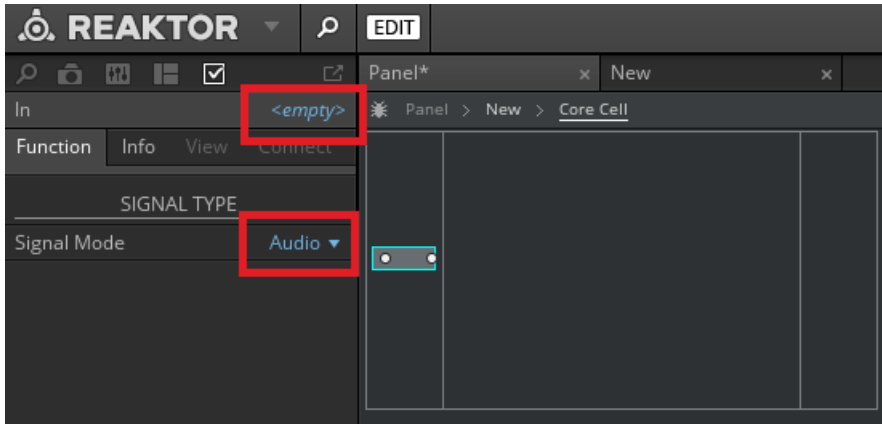 REAKTOR EDIT
Panel* × New ×
In <empty> Panel > New > Core Cell
Function Info View Connect
SIGNAL TYPE
Signal Mode Audio